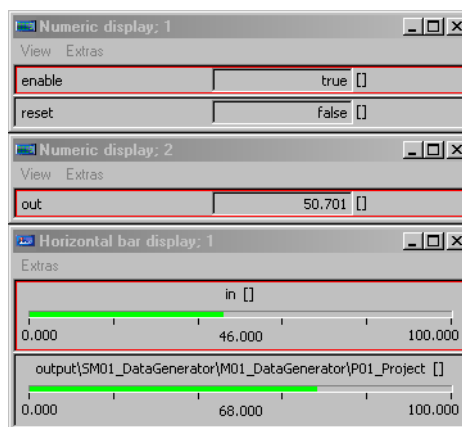 Numeric display; 1
View Extras
enable true []
reset false []
Numeric display; 2
View Extras
out 50.701 []
Horizontal bar display; 1
Extras
in []
0.000 46.000 100.000
output\SM01_DataGenerator\M01_DataGenerator\P01_Project []
0.000 68.000 100.000